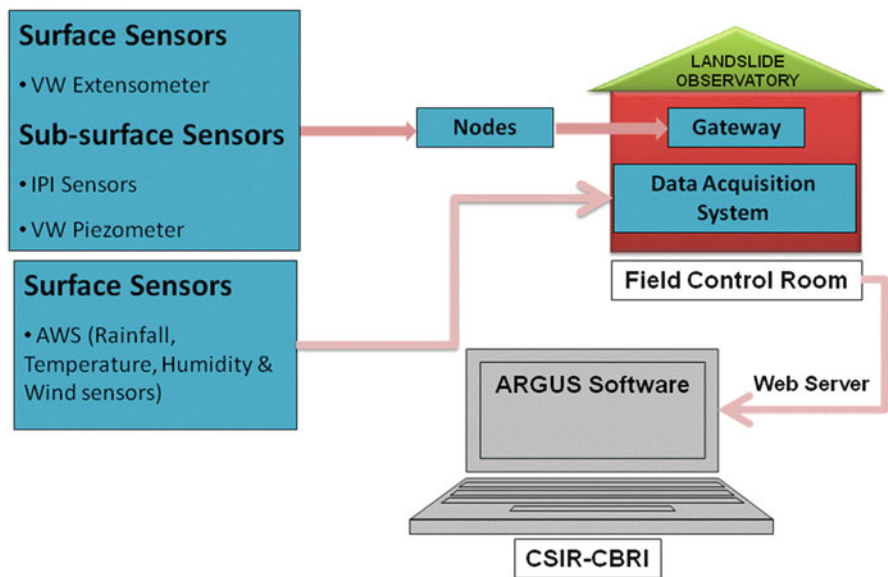 Surface Sensors
• VW Extensometer
Sub-surface Sensors
• IPI Sensors
• VW Piezometer
Surface Sensors
• AWS (Rainfall,
Temperature, Humidity &
Wind sensors)
Nodes
LANDSLIDE
OBSERVATORY
Gateway
Data Acquisition
System
Field Control Room
Web Server
ARGUS Software
CSIR-CBRI